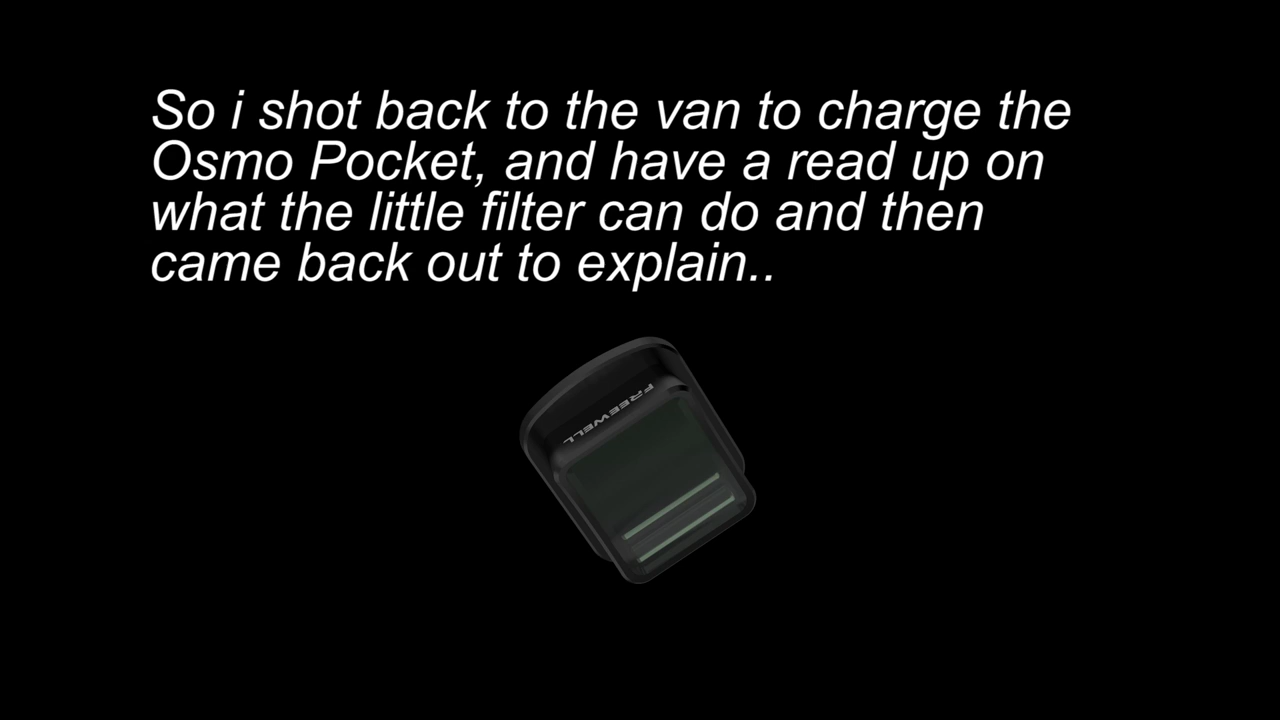 So i shot back to the van to charge the
Osmo Pocket, and have a read up on
what the little filter can do and then
came back out to explain..
FREEWELL